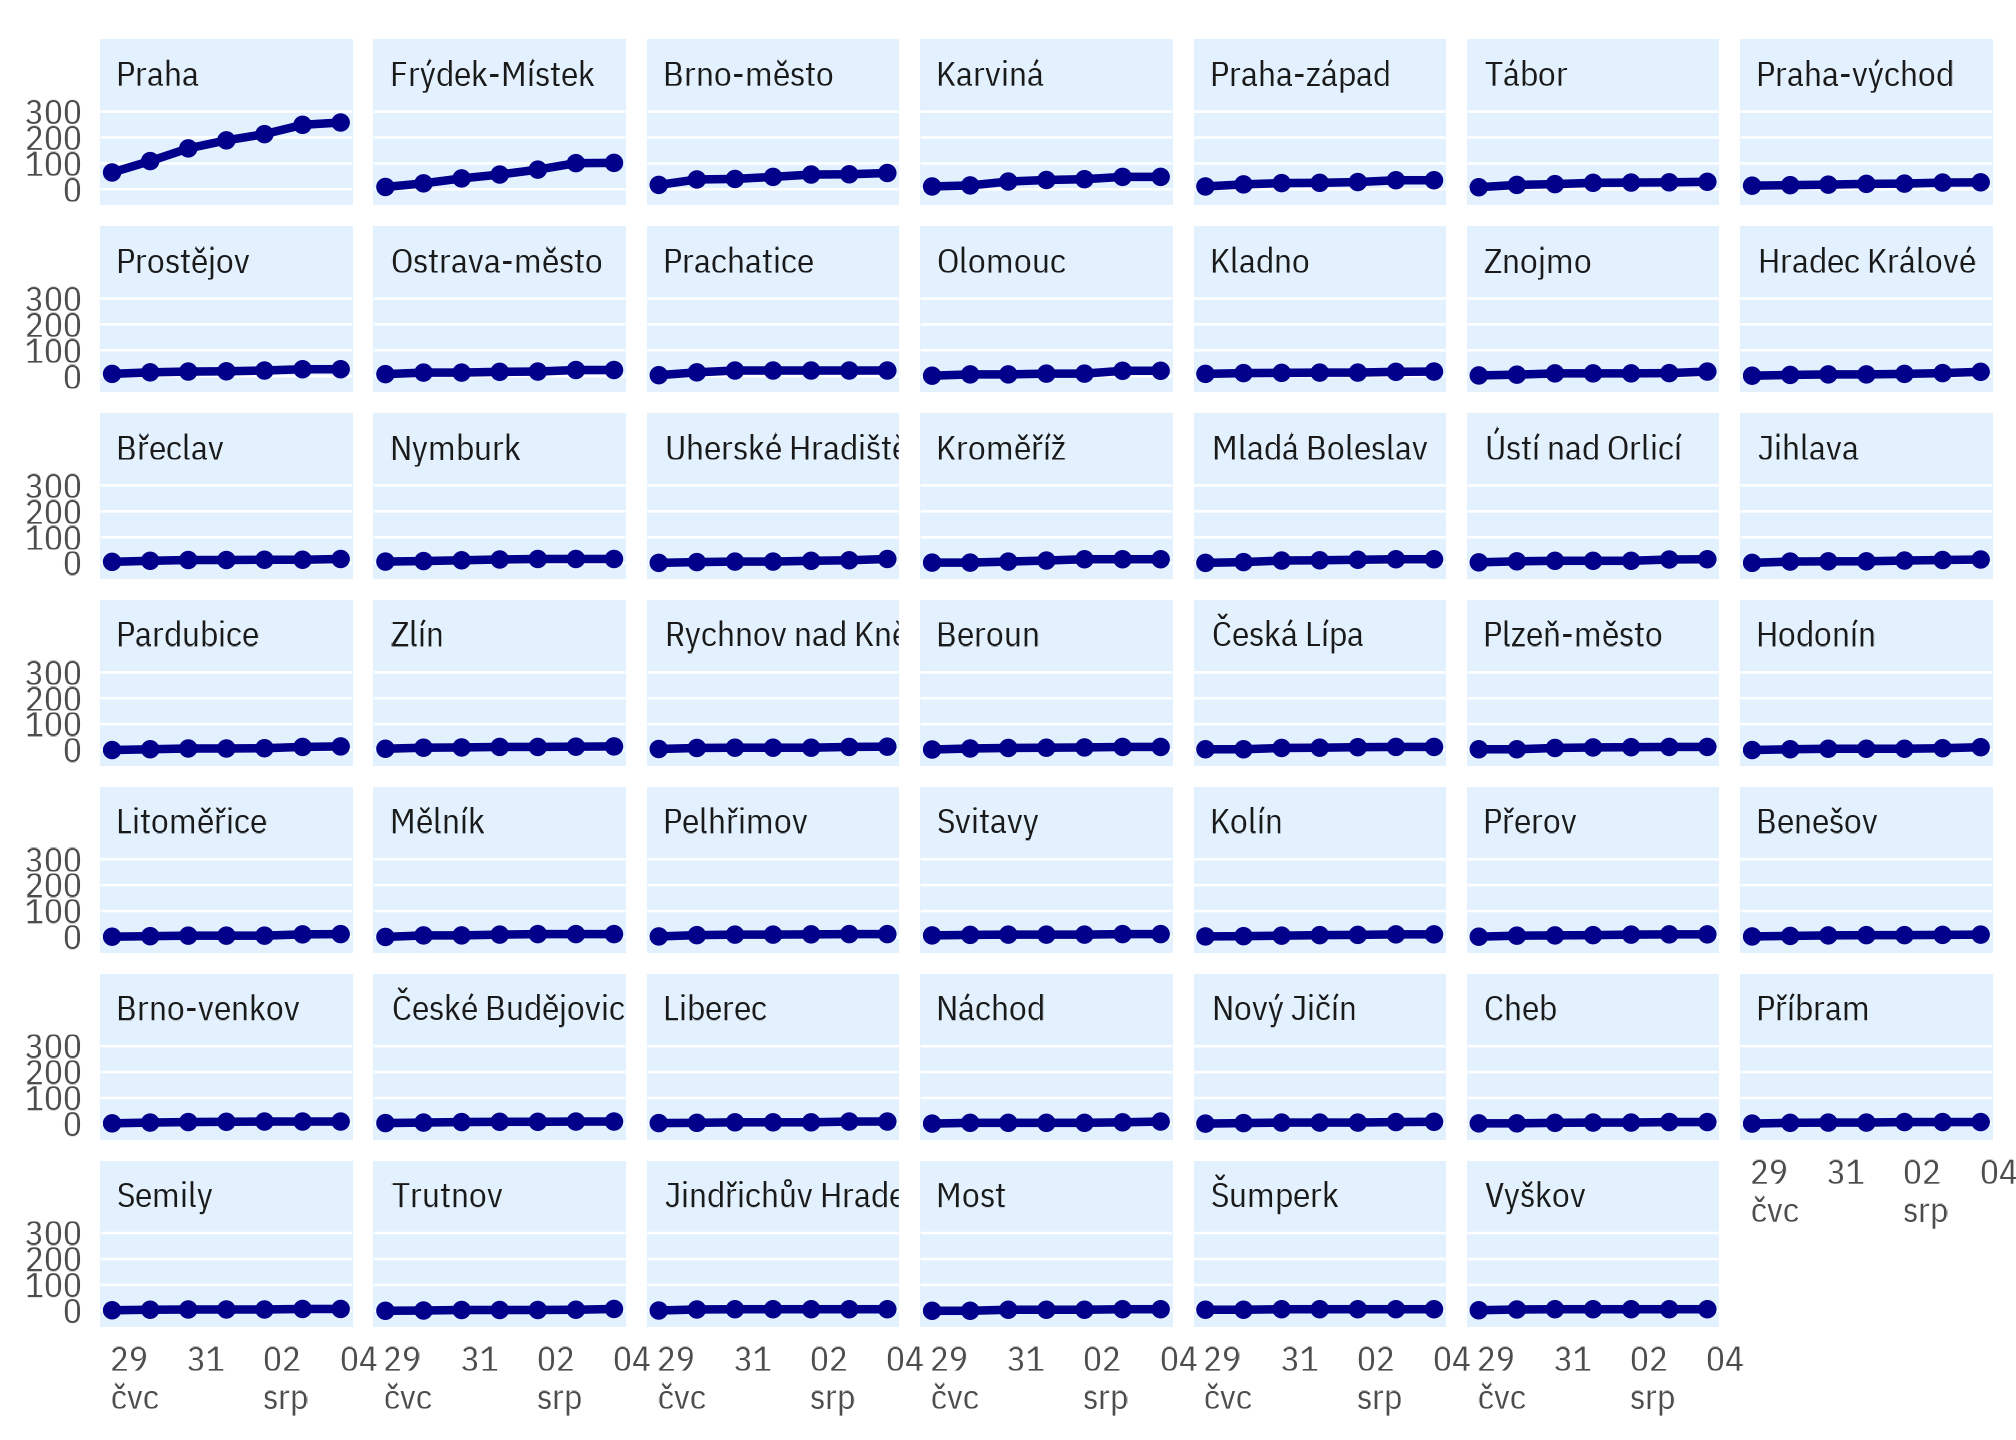 Praha Frýdek-Místek Brno-město Karviná Praha-západ Tábor Praha-východ
300
200
100
0
Prostějov Ostrava-město Prachatice Olomouc Kladno Znojmo Hradec Králové
300
200
100
0
Břeclav Nymburk Uherské Hradiště Kroměříž Mladá Boleslav Ústí nad Orlicí Jihlava
300
200
100
0
Pardubice Zlín Rychnov nad Kně Beroun Česká Lípa Plzeň-město Hodonín
300
200
100
0
Litoměřice Mělník Pelhřimov Svitavy Kolín Přerov Benešov
300
200
100
0
Brno-venkov České Budějovic Liberec Náchod Nový Jičín Cheb Příbram
300
200
100
0
29 31 02 04
čvc srp
Semily Trutnov Jindřichův Hrade Most Šumperk Vyškov
300
200
100
0
29 31 02 04 29 31 02 04 29 31 02 04 29 31 02 04 29 31 02 04 29 31 02 04
čvc srp čvc srp čvc srp čvc srp čvc srp čvc srp